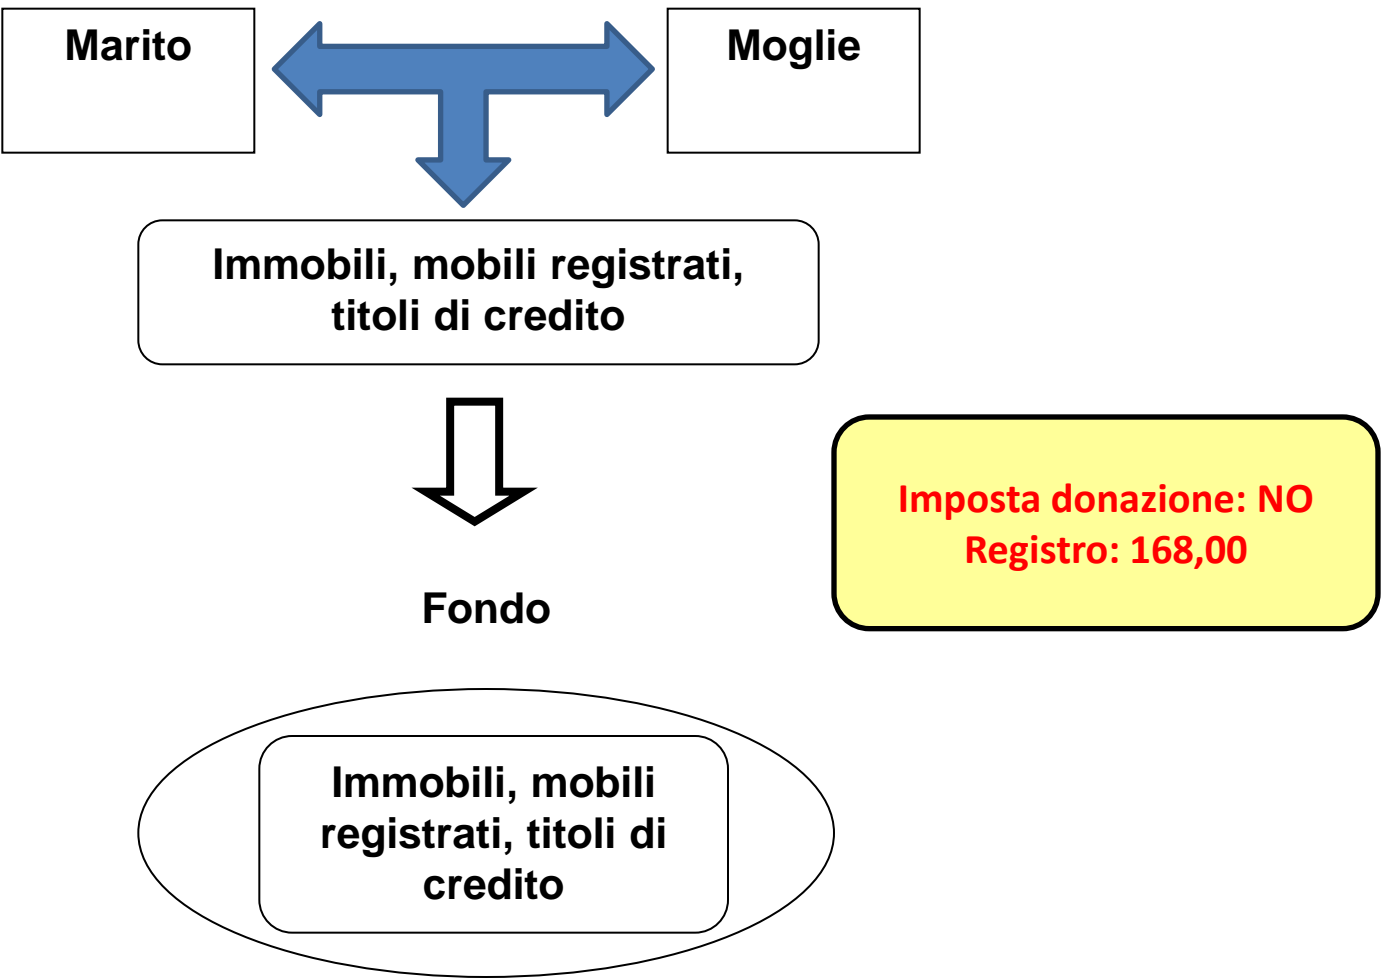 Marito
Moglie
Immobili, mobili registrati,
titoli di credito
Imposta donazione: NO
Registro: 168,00
Fondo
Immobili, mobili
registrati, titoli di
credito